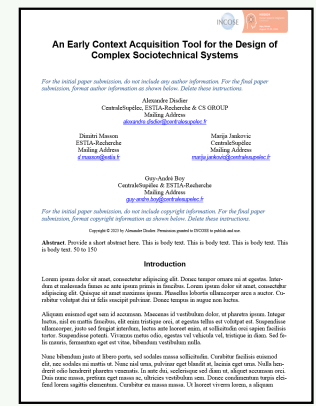 INCOSE
An Early Context Acquisition Tool for the Design of
Complex Sociotechnical Systems
For the initial paper submission, do not include any author information. For the final paper
submission, format author information as shown below. Delete these instructions.
Alexandre Disdier
CentraleSupélec, ESTIA-Recherche & CS GROUP
Mailing Address
alexandre.disdier@centralesupelec.fr
Dimitri Masson
Marija Jankovic
ESTIA-Recherche
CentraleSupélec
Mailing Address
Mailing Address
d.masson@estia.fr
marija.jankovic@centralesupelec.fr
Guy-André Boy
CentraleSupélec & ESTIA-Recherche
Mailing Address
guy-andre.boy@centralesupelec.fr
For the initial paper submission, do not include copyright information. For the final paper
submission, format copyright information as shown below. Delete these instructions.
Copyright © 2023 by Alexandre Disdier. Permission granted to INCOSE to publish and use.
Abstract. Provide a short abstract here. This is body text. This is body text. This is body text. This
is body text. 50 to 150
Introduction
Lorem ipsum dolor sit amet, consectetur adipiscing elit. Donec tempor ornare mi at egestas. Inter-
dum et malesuada fames ac ante ipsum primis in faucibus. Lorem ipsum dolor sit amet, consectetur
adipiscing elit. Quisque sit amet maximus ipsum. Phasellus lobortis ullamcorper arcu a auctor. Cu-
rabitur volutpat dui ut felis suscipit pulvinar. Donec tempus in augue non luctus.
Aliquam euismod eget sem id accumsan. Maecenas id vestibulum dolor, ut pharetra ipsum. Integer
luctus, nisl eu mattis faucibus, elit enim tristique orci, at egestas tellus est volutpat est. Suspendisse
ullamcorper, justo sed feugiat interdum, lectus ante laoreet enim, at sollicitudin orci sapien facilisis
tortor. Suspendisse potenti. Vivamus metus odio, egestas vel vehicula vel, tristique in diam. Sed fe-
lis mauris, fermentum eget est vitae, bibendum vestibulum nulla.
Nunc bibendum justo at libero porta, sed sodales massa sollicitudin. Curabitur facilisis euismod
elit, nec sodales mi mattis ut. Nunc nisl urna, pulvinar eget blandit at, lacinia eget urna. Nulla hen-
drerit odio hendrerit pharetra venenatis. In ante dui, scelerisque sed diam et, aliquet accumsan orci.
Duis nunc massa, pretium eget massa ac, ultricies vestibulum sem. Donec condimentum turpis elei-
fend lorem sagittis elementum. Curabitur eu massa massa. Ut laoreet viverra lorem, a aliquam